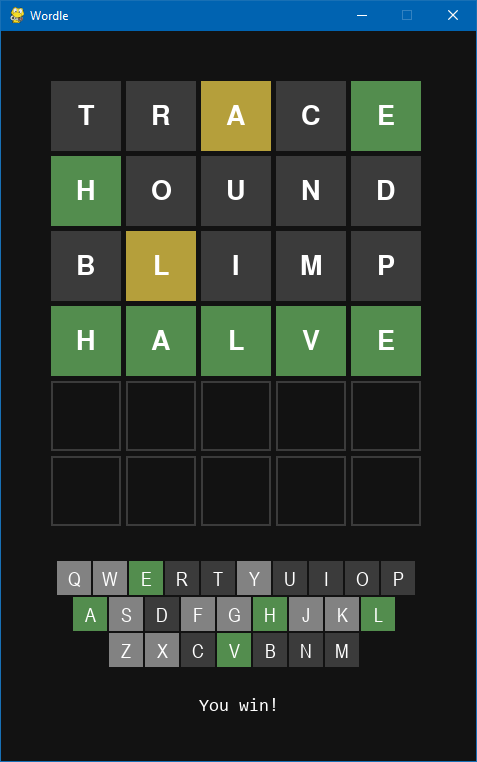 Wordle
T R A C E
H O U N D
B L I M P
H A L V E
Q W E R T Y U I O P
A S D F G H J K L
Z X C V B N M
You win!